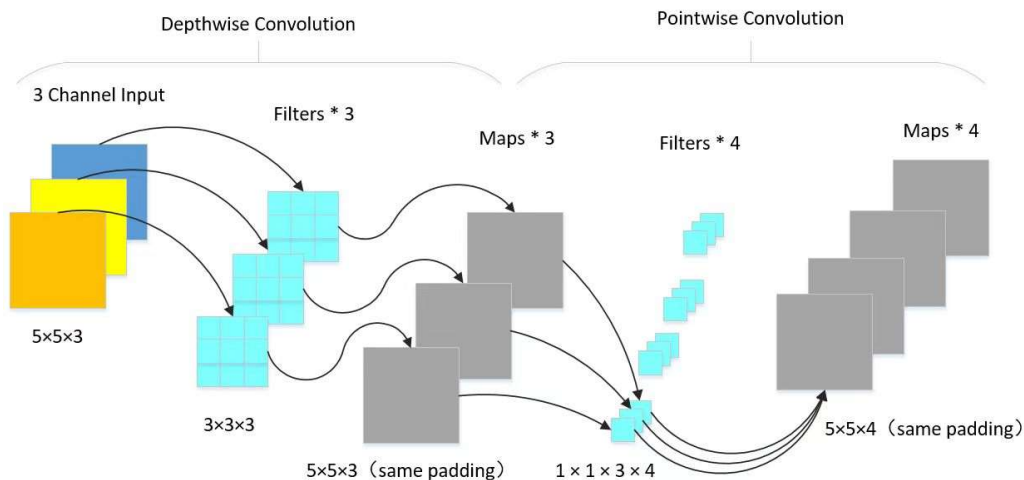 Depthwise Convolution
Pointwise Convolution
3 Channel Input
Filters * 3
Maps * 3
Filters * 4
Maps * 4
5×5×3
3×3×3
5×5×3（same padding）
1 × 1 × 3 × 4
5×5×4（same padding）